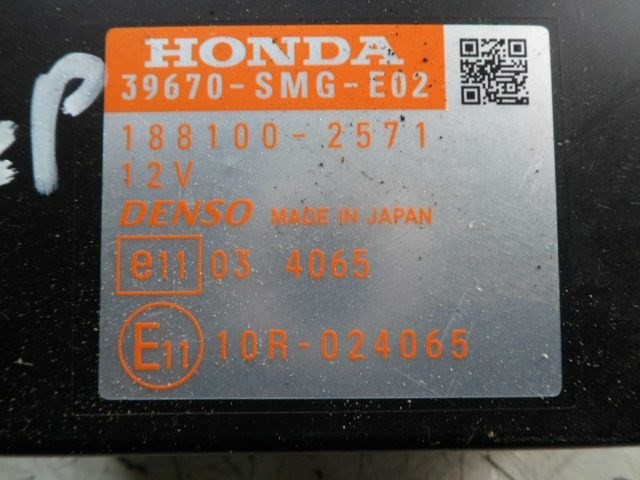 HONDA
39670-SMG-E02
188100-2571
12V
DENSO MADE IN JAPAN
e11 03 4065
E11 10R-024065
P